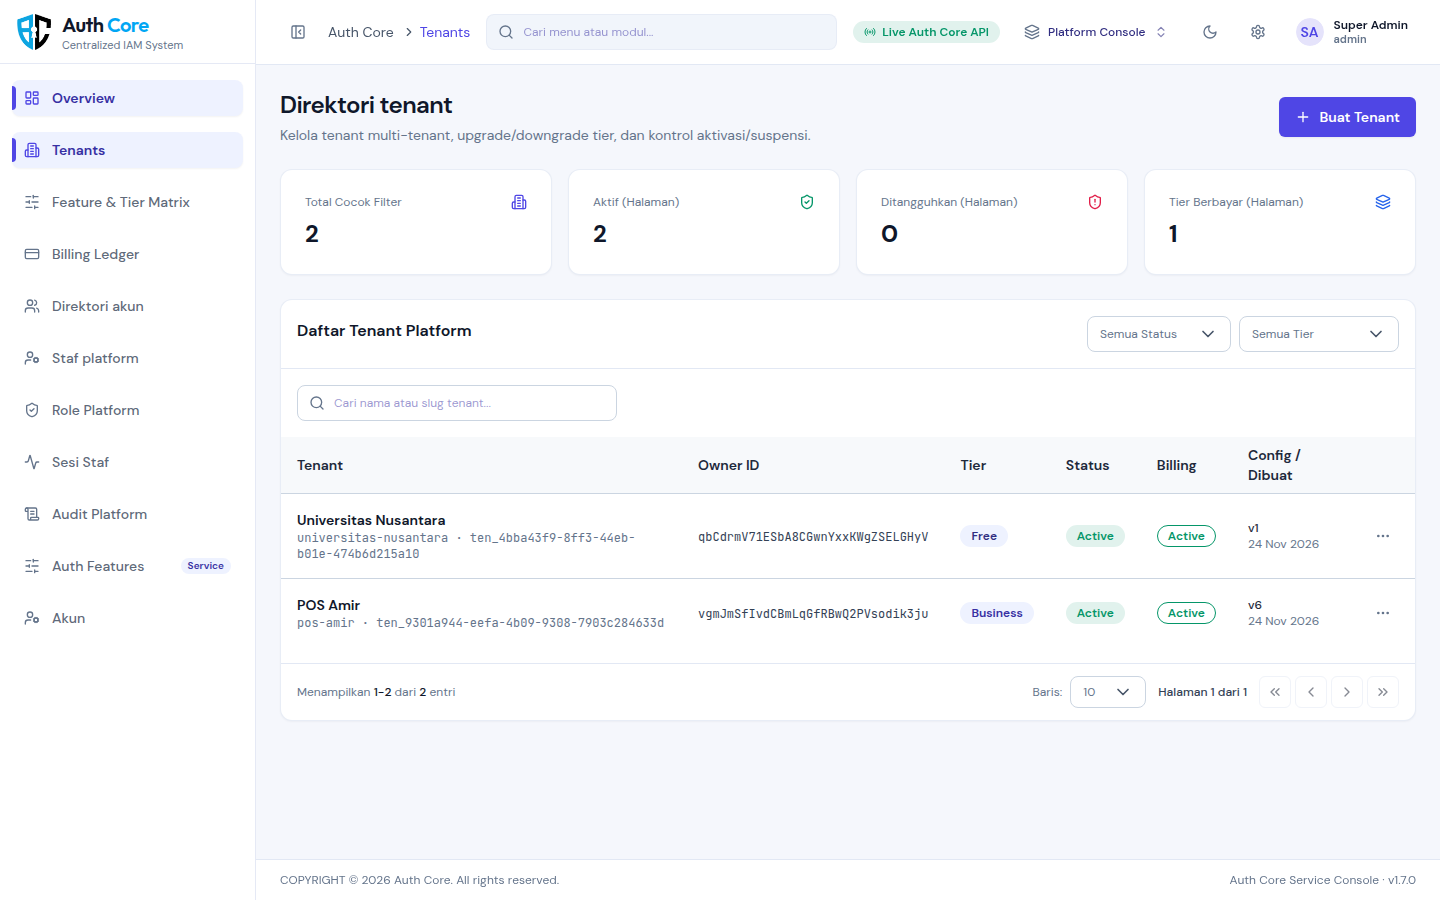 Auth Core
Centralized IAM System
Overview
Tenants
Feature & Tier Matrix
Billing Ledger
Direktori akun
Staf platform
Role Platform
Sesi Staf
Audit Platform
Auth Features
Service
Akun
Auth Core > Tenants
Cari menu atau modul...
Live Auth Core API
Platform Console
SA
Super Admin
admin
Direktori tenant
Kelola tenant multi-tenant, upgrade/downgrade tier, dan kontrol aktivasi/suspensi.
+ Buat Tenant
Total Cocok Filter
2
Aktif (Halaman)
2
Ditangguhkan (Halaman)
0
Tier Berbayar (Halaman)
1
Daftar Tenant Platform
Semua Status
Semua Tier
Cari nama atau slug tenant...
Tenant
Owner ID
Tier
Status
Billing
Config /
Dibuat
Universitas Nusantara
universitas-nusantara · ten_4bba43f9-8ff3-44eb-
b01e-474b6d215a10
qbCdrmV71ESbA8CGwnYxxKWgZSELGHyV
Free
Active
Active
v1
24 Nov 2026
POS Amir
pos-amir · ten_9301a944-eefa-4b09-9308-7903c284633d
vgmJmSfIvdCBmLqGfRBwQ2PVsodik3ju
Business
Active
Active
v6
24 Nov 2026
Menampilkan 1-2 dari 2 entri
Baris:
10
Halaman 1 dari 1
COPYRIGHT © 2026 Auth Core. All rights reserved.
Auth Core Service Console · v1.7.0